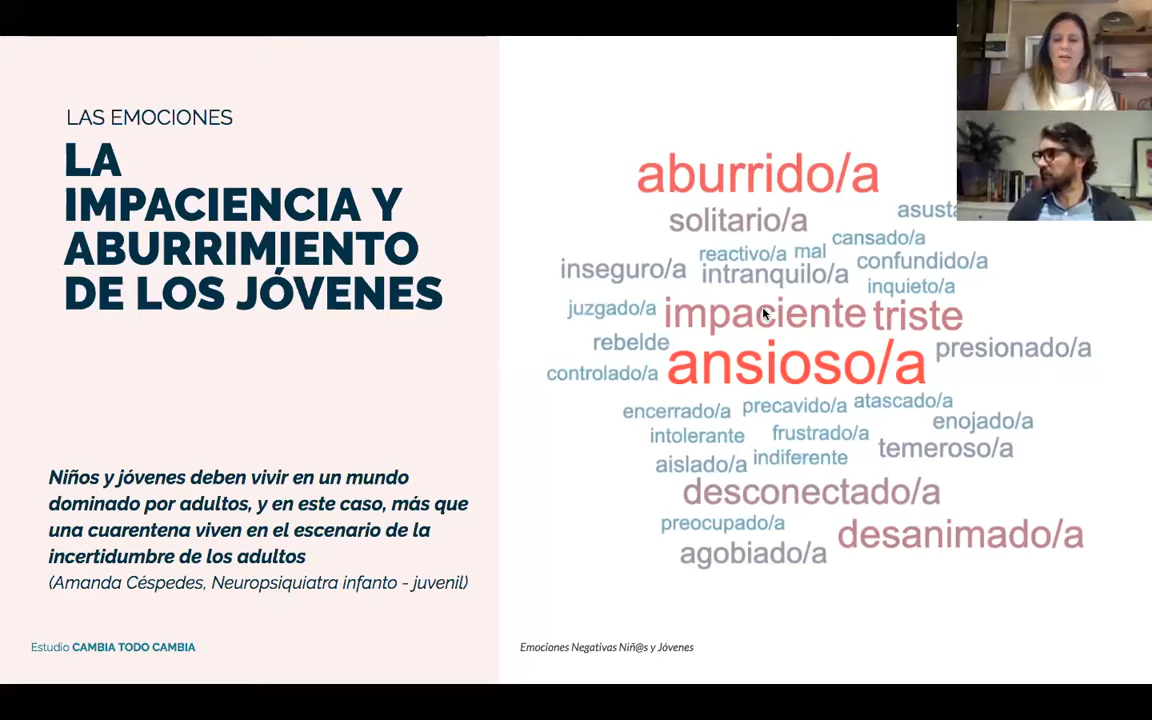 LAS EMOCIONES
LA
IMPACIENCIA Y
ABURRIMIENTO
DE LOS JÓVENES
Niños y jóvenes deben vivir en un mundo
dominado por adultos, y en este caso, más que
una cuarentena viven en el escenario de la
incertidumbre de los adultos
(Amanda Céspedes, Neuropsiquiatra infanto - juvenil)
Estudio CAMBIA TODO CAMBIA
aburrido/a
solitario/a
cansado/a
reactivo/a mal
inseguro/a intranquilo/a confundido/a
inquieto/a
juzgado/a impaciente triste
rebelde
controlado/a ansioso/a presionado/a
encerrado/a precavido/a atascado/a
enojado/a
intolerante frustrado/a
temeroso/a
aislado/a indiferente
desconectado/a
preocupado/a
desanimado/a
agobiado/a
Emociones Negativas Niñ@s y Jóvenes